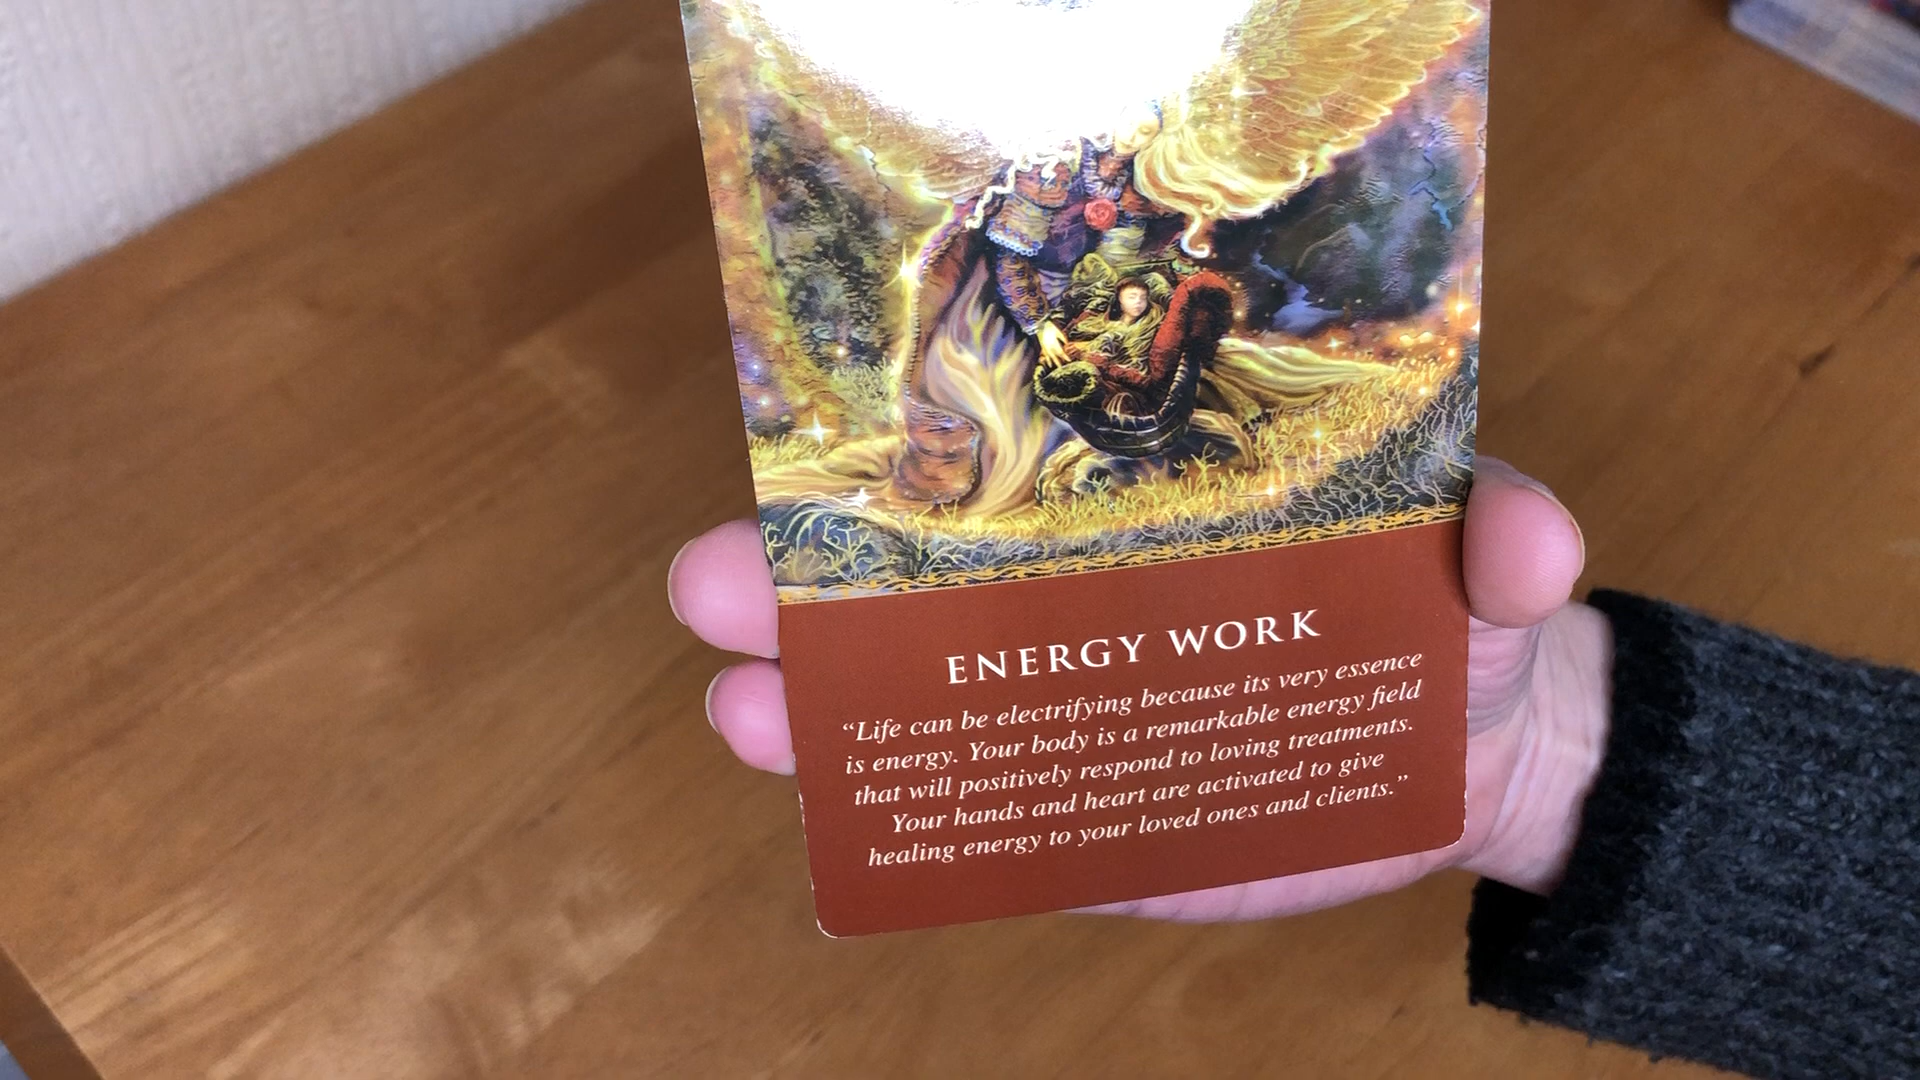 ENERGY WORK
“Life can be electrifying because its very essence
is energy. Your body is a remarkable energy field
that will positively respond to loving treatments.
Your hands and heart are activated to give
healing energy to your loved ones and clients.”